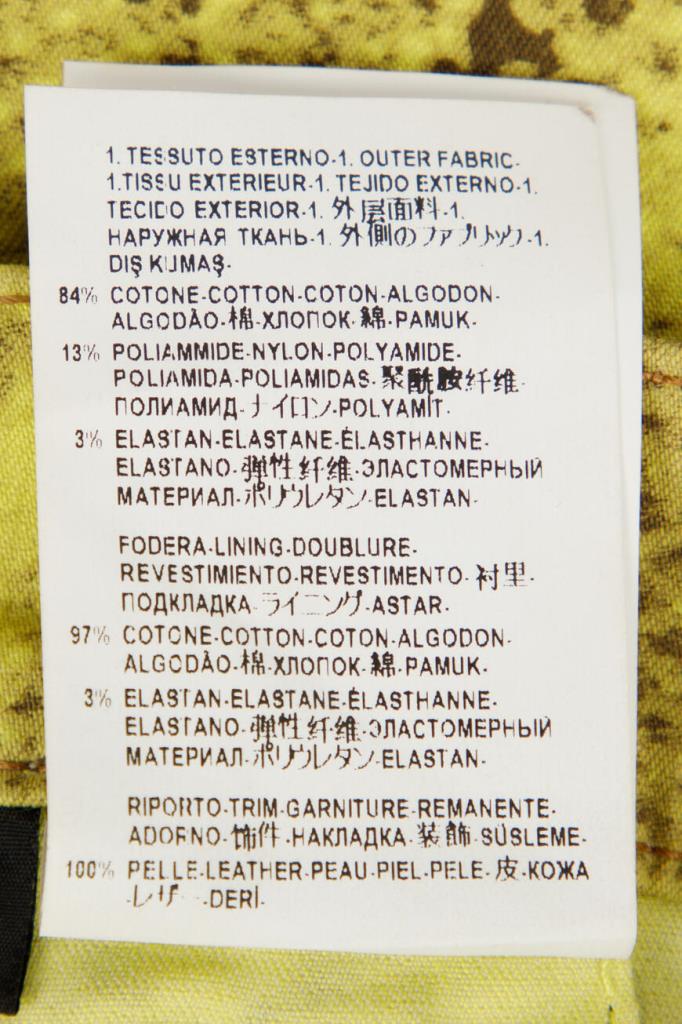 1. TESSUTO ESTERNO-1. OUTER FABRIC-
1.TISSU EXTERIEUR-1. TEJIDO EXTERNO-1.
TECIDO EXTERIOR-1. 外层面料-1.
НАРУЖНАЯ ТКАНЬ-1. 外側のファブリック-1.
DIŞ KUMAŞ-
84% COTONE-COTTON-COTON-ALGODON-
ALGODÃO-棉-ХЛОПОК-綿-PAMUK-
13% POLIAMMIDE-NYLON-POLYAMIDE-
POLIAMIDA-POLIAMIDAS-聚酰胺纤维-
ПОЛИАМИД-ナイロン-POLYAMİT-
3% ELASTAN-ELASTANE-ÉLASTHANNE-
ELASTANO-弹性纤维-ЭЛАСТОМЕРНЫЙ
МАТЕРИАЛ-ポリウレタン-ELASTAN-
FODERA-LINING-DOUBLURE-
REVESTIMIENTO-REVESTIMENTO-衬里-
ПОДКЛАДКА-ライニング-ASTAR-
97% COTONE-COTTON-COTON-ALGODON-
ALGODÃO-棉-ХЛОПОК-綿-PAMUK-
3% ELASTAN-ELASTANE-ÉLASTHANNE-
ELASTANO-弹性纤维-ЭЛАСТОМЕРНЫЙ
МАТЕРИАЛ-ポリウレタン-ELASTAN-
RIPORTO-TRIM-GARNITURE-REMANENTE-
ADORNO-饰件-НАКЛАДКА-装飾-SÜSLEME-
100% PELLE-LEATHER-PEAU-PIEL-PELE-皮-КОЖА
-レザー-DERİ-